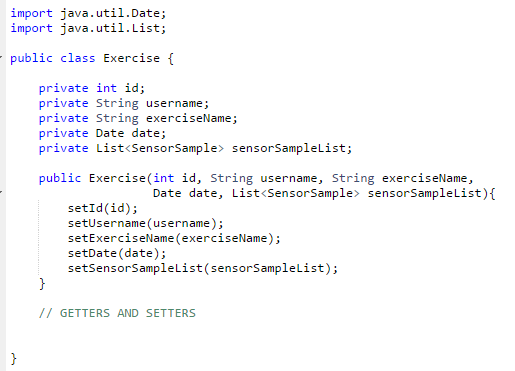 import java.util.Date;
import java.util.List;
public class Exercise {
private int id;
private String username;
private String exerciseName;
private Date date;
private List<SensorSample> sensorSampleList;
public Exercise(int id, String username, String exerciseName,
Date date, List<SensorSample> sensorSampleList){
setId(id);
setUsername(username);
setExerciseName(exerciseName);
setDate(date);
setSensorSampleList(sensorSampleList);
}
// GETTERS AND SETTERS
}